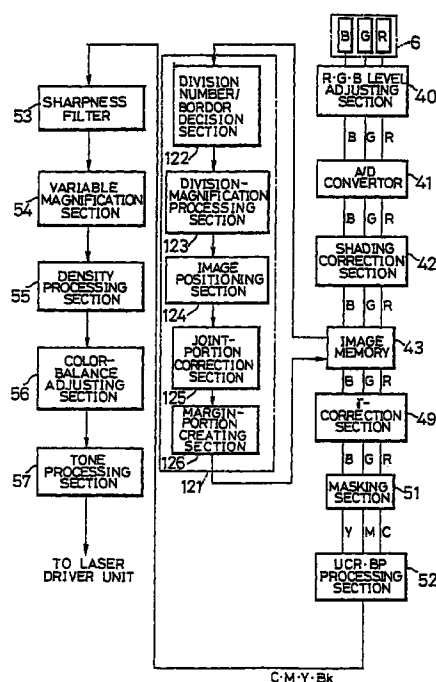 B G R
6
R·G·B LEVEL
ADJUSTING
SECTION
40
B G R
A/D
CONVERTOR
41
B G R
SHADING
CORRECTION
SECTION
42
B G R
IMAGE
MEMORY
43
B G R
γ-
CORRECTION
SECTION
49
B G R
MASKING
SECTION
51
Y M C
UCR·BP
PROCESSING
SECTION
52
C·M·Y·Bk
DIVISION
NUMBER/
BORDOR
DECISION
SECTION
122
DIVISION-
MAGNIFICATION
PROCESSING
SECTION
123
IMAGE
POSITIONING
SECTION
124
JOINT-
PORTION
CORRECTION
SECTION
125
MARGIN-
PORTION
CREATING
SECTION
126
121
53
SHARPNESS
FILTER
54
VARIABLE
MAGNIFICATION
SECTION
55
DENSITY
PROCESSING
SECTION
56
COLOR-
BALANCE
ADJUSTING
SECTION
57
TONE
PROCESSING
SECTION
TO LASER
DRIVER UNIT